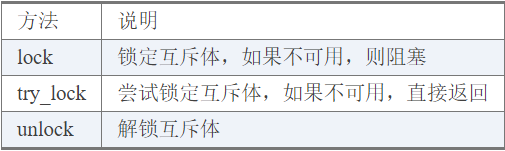 方法 说明
lock 锁定互斥体，如果不可用，则阻塞
try_lock 尝试锁定互斥体，如果不可用，直接返回
unlock 解锁互斥体